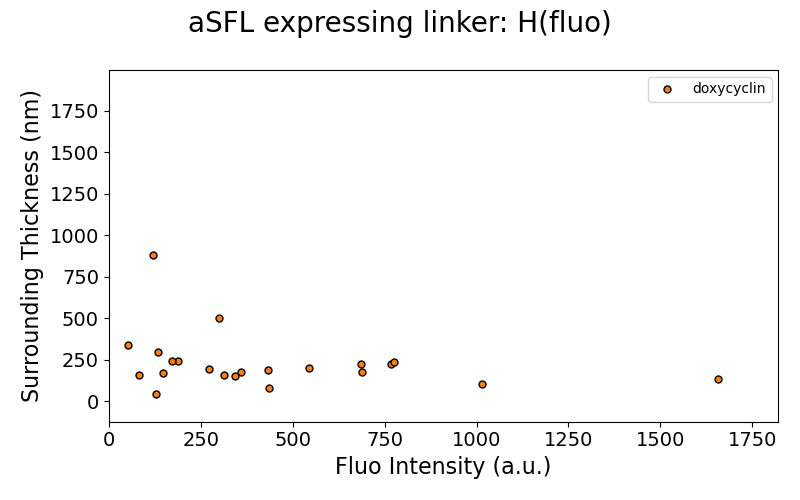 aSFL expressing linker: H(fluo)
doxycyclin
Surrounding Thickness (nm)
1750
1500
1250
1000
750
500
250
0
0 250 500 750 1000 1250 1500 1750
Fluo Intensity (a.u.)